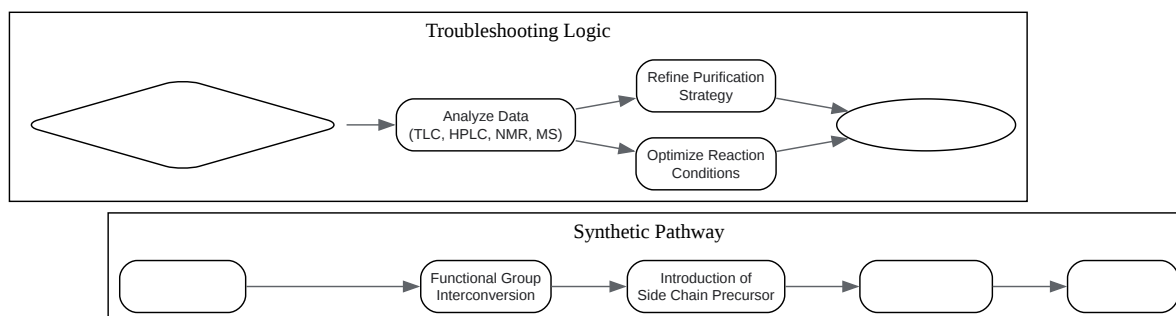 Troubleshooting Logic
Refine Purification
Strategy
Analyze Data
(TLC, HPLC, NMR, MS)
Optimize Reaction
Conditions
Synthetic Pathway
Functional Group
Interconversion
Introduction of
Side Chain Precursor